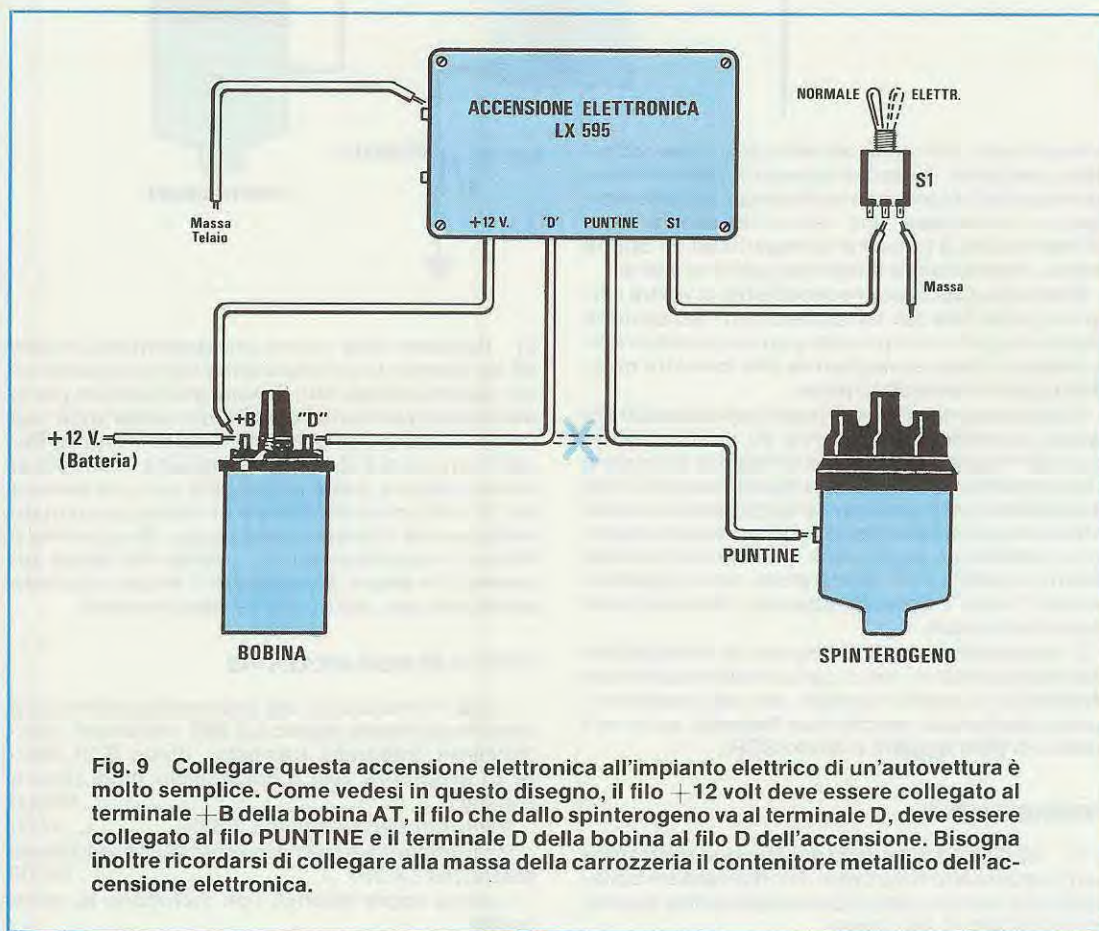 ACCENSIONE ELETTRONICA
LX 595
NORMALE
ELETTR.
S1
Massa
Telaio
+12 V.
'D'
PUNTINE
S1
Massa
+B
"D"
+12 V.
(Batteria)
PUNTINE
BOBINA
SPINTEROGENO
Fig. 9 Collegare questa accensione elettronica all'impianto elettrico di un'autovettura è
molto semplice. Come vedesi in questo disegno, il filo +12 volt deve essere collegato al
terminale +B della bobina AT, il filo che dallo spinterogeno va al terminale D, deve essere
collegato al filo PUNTINE e il terminale D della bobina al filo D dell'accensione. Bisogna
inoltre ricordarsi di collegare alla massa della carrozzeria il contenitore metallico dell'ac-
censione elettronica.